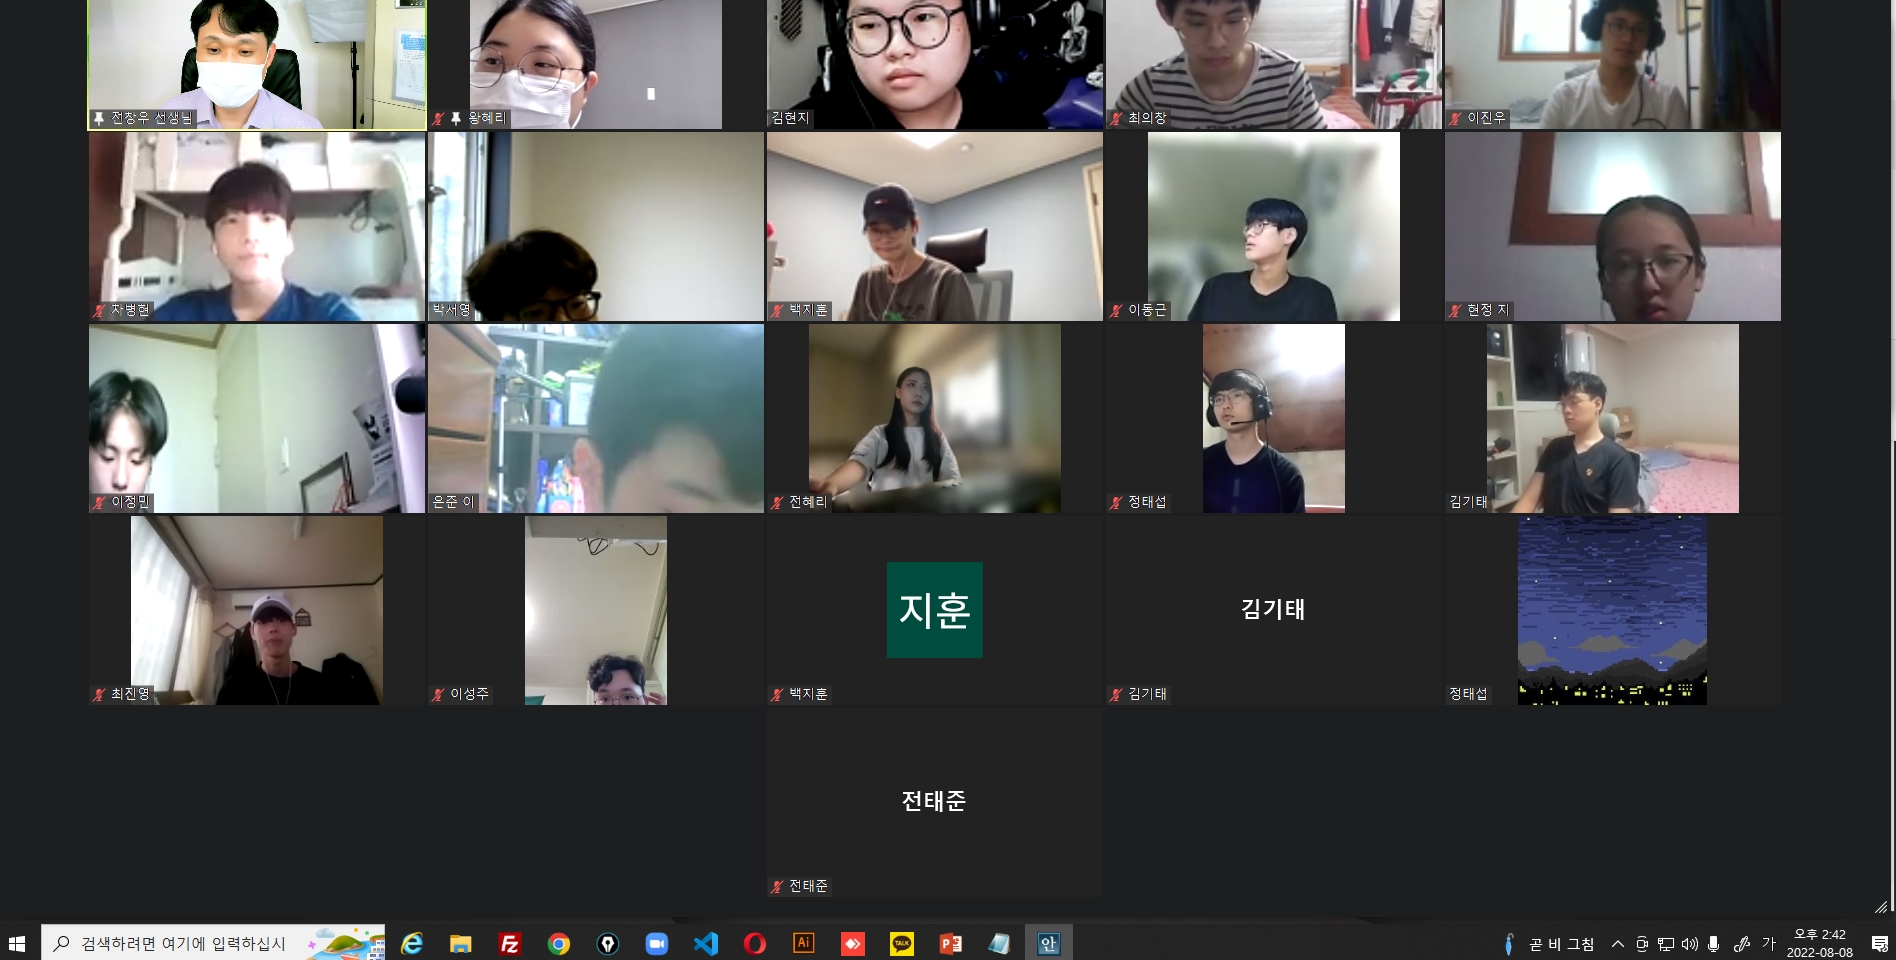 전창우 선생님
왕혜리
김현지
최의창
이진우
차병현
박세영
백지훈
이동근
현정 지
이정민
은준 이
전혜리
정태섭
김기태
최진영
이성주
지훈
백지훈
김기태
김기태
정태섭
전태준
전태준
검색하려면 여기에 입력하십시
Fz
Ai
TALK
P
안
곧 비 그침
가
오후 2:42
2022-08-08